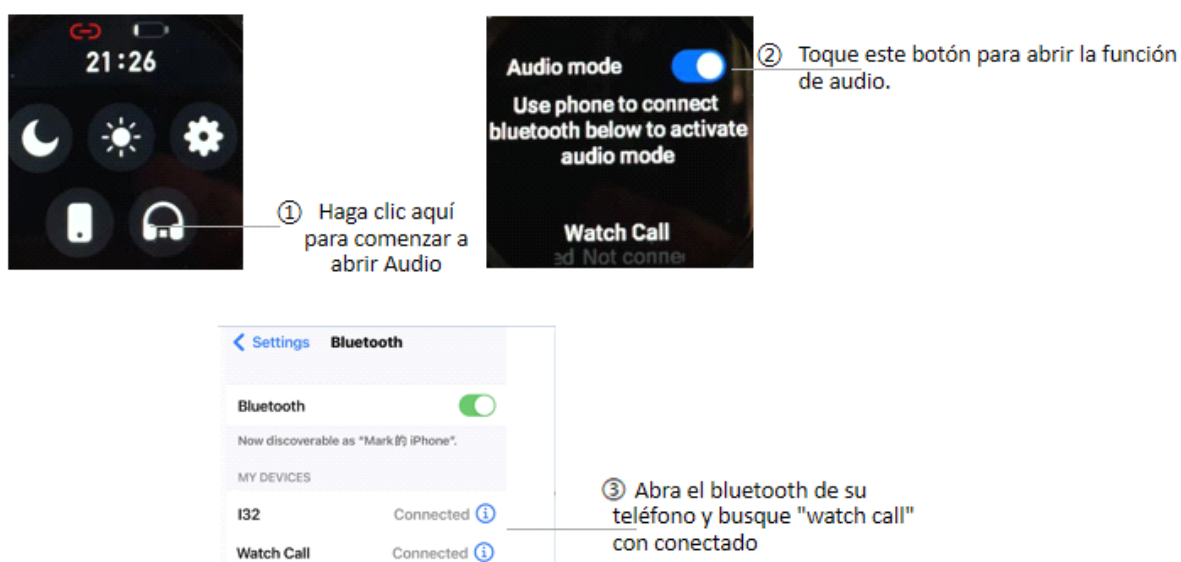 21:26
① Haga clic aquí
para comenzar a
abrir Audio
Audio mode
Use phone to connect
bluetooth below to activate
audio mode
Watch Call
ed Not conne
② Toque este botón para abrir la función
de audio.
Settings Bluetooth
Bluetooth
Now discoverable as "Mark的 iPhone".
MY DEVICES
I32 Connected
Watch Call Connected
③ Abra el bluetooth de su
teléfono y busque "watch call"
con conectado